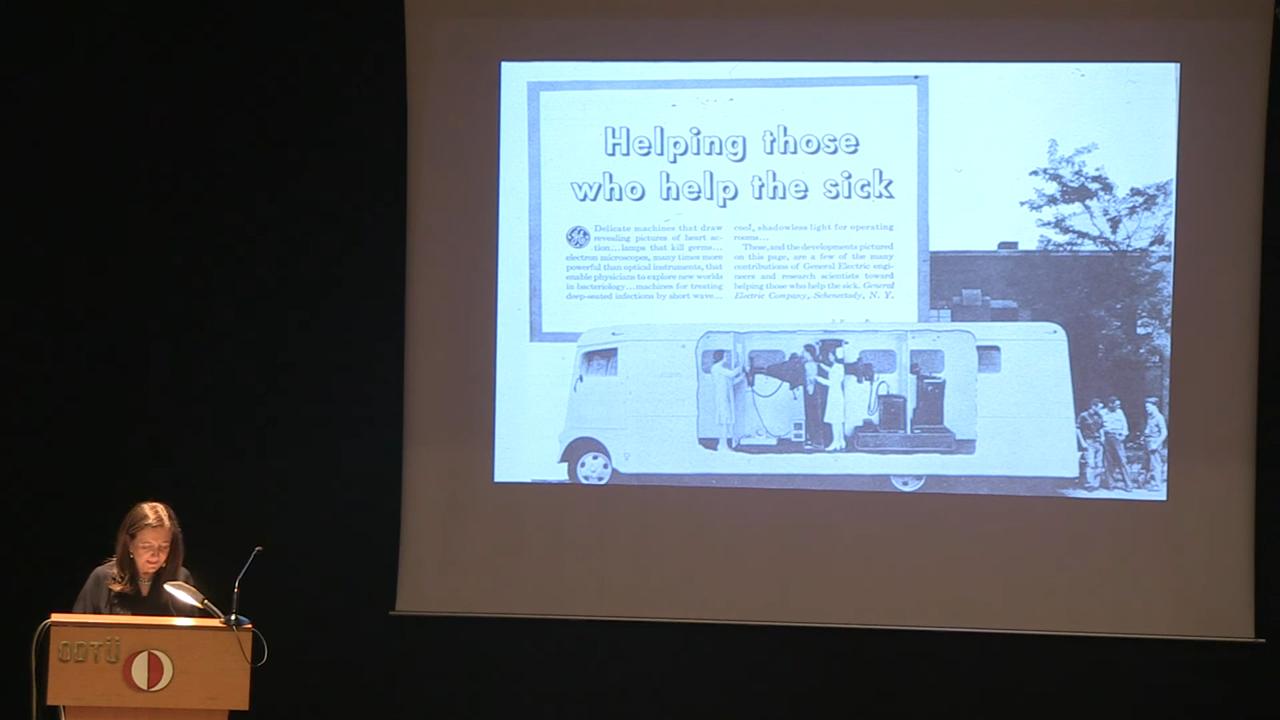 Helping those
who help the sick
Delicate machines that draw
revealing pictures of heart ac-
tion...lamps that kill germs...
electron microscopes, many times more
powerful than optical instruments, that
enable physicians to explore new worlds
in bacteriology...machines for treating
deep-seated infections by short wave...
cool, shadowless light for operating
rooms...
These, and the developments pictured
on this page, are a few of the many
contributions of General Electric engi-
neers and research scientists toward
helping those who help the sick. General
Electric Company, Schenectady, N. Y.
ODTÜ